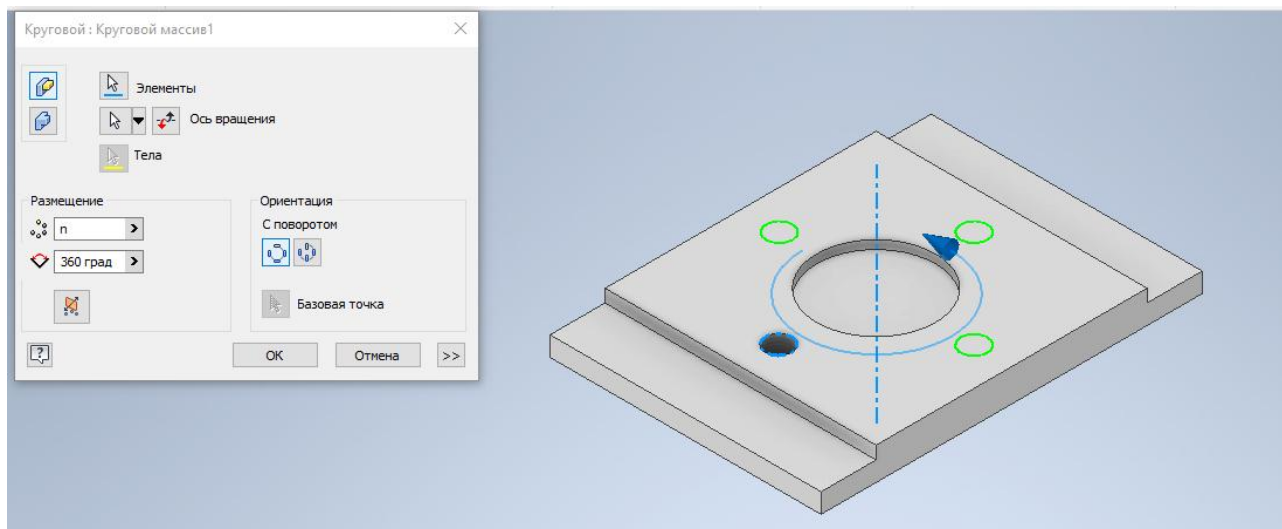 Круговой : Круговой массив1
Элементы
Ось вращения
Тела
Размещение
n
360 град
Ориентация
С поворотом
Базовая точка
?
OK
Отмена
>>